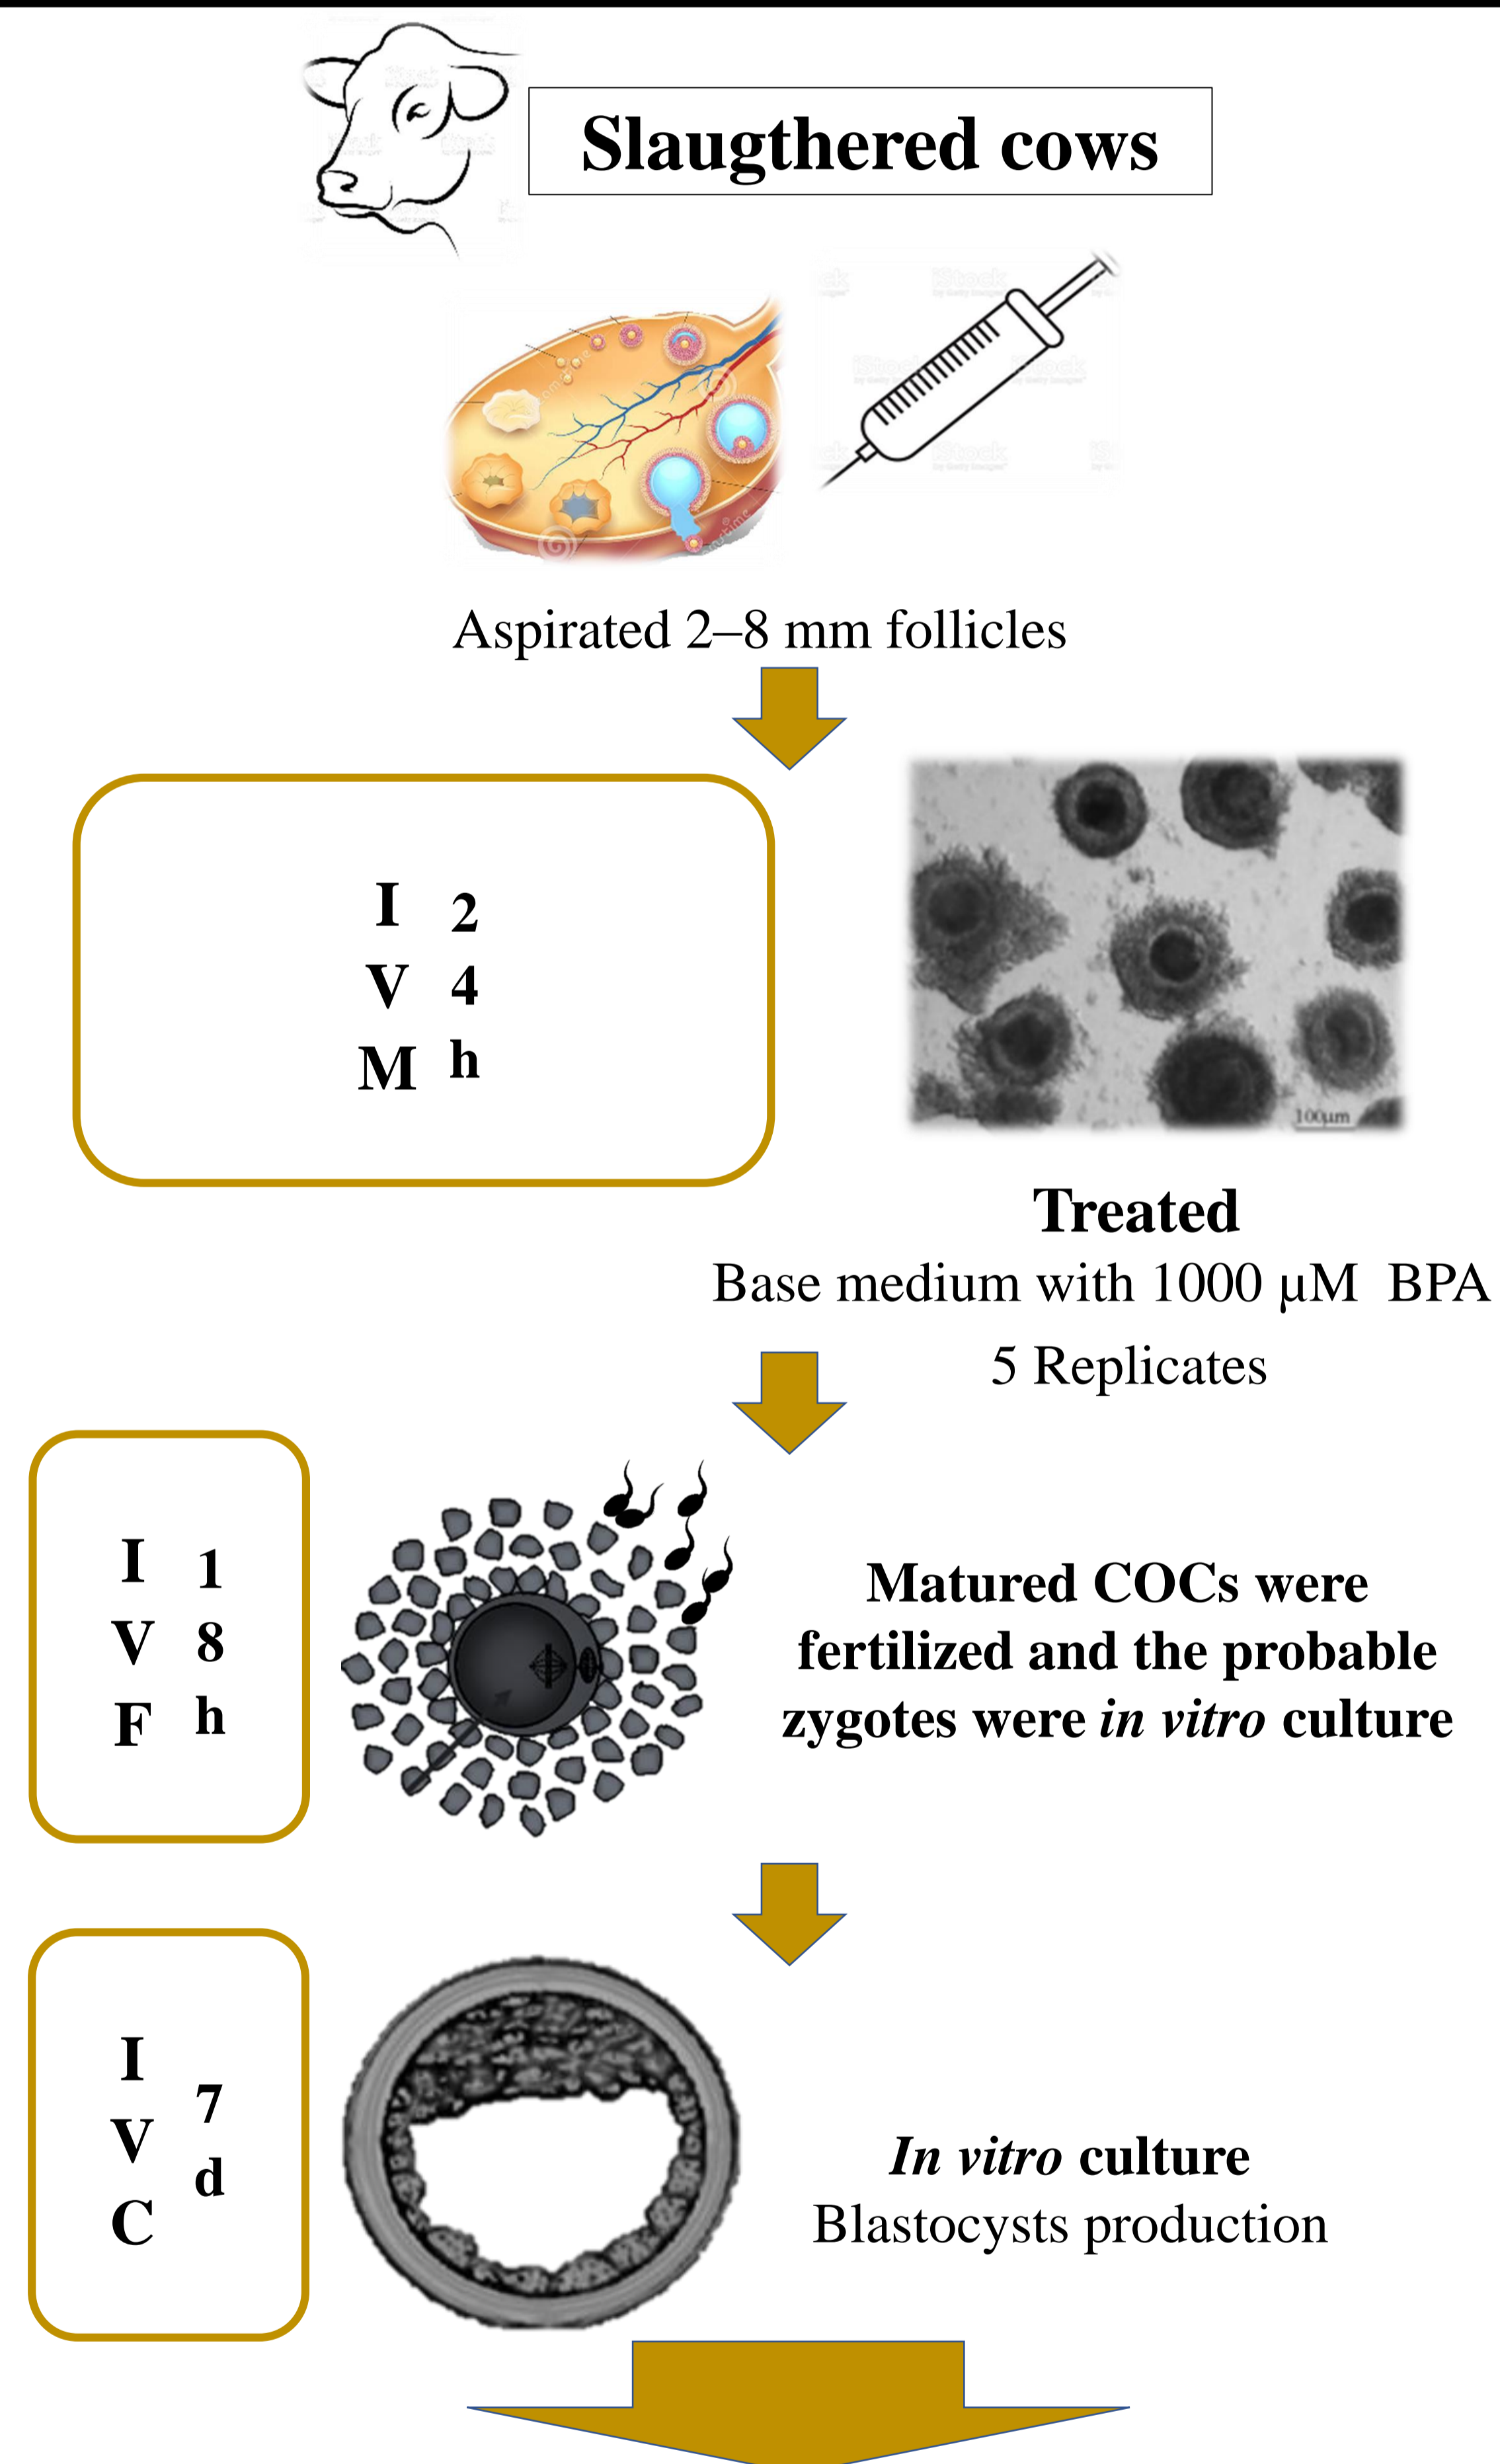 Slaugthered cows
Aspirated 2–8 mm follicles
I V M
2 4 h
100μm
Treated
Base medium with 1000 μM BPA
5 Replicates
I V F
1 8 h
Matured COCs were
fertilized and the probable
zygotes were in vitro culture
I V C
7 d
In vitro culture
Blastocysts production